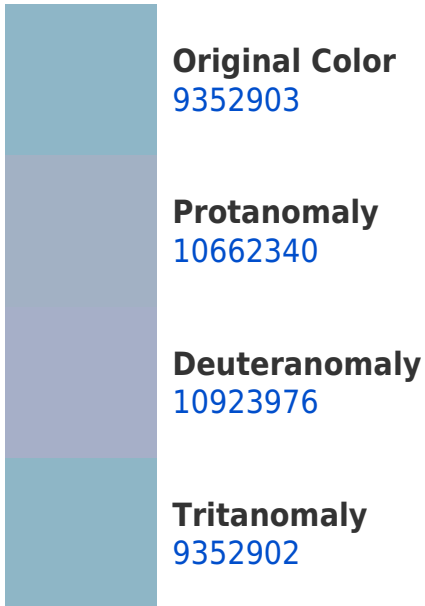 Original Color
9352903
Protanomaly
10662340
Deuteranomaly
10923976
Tritanomaly
9352902